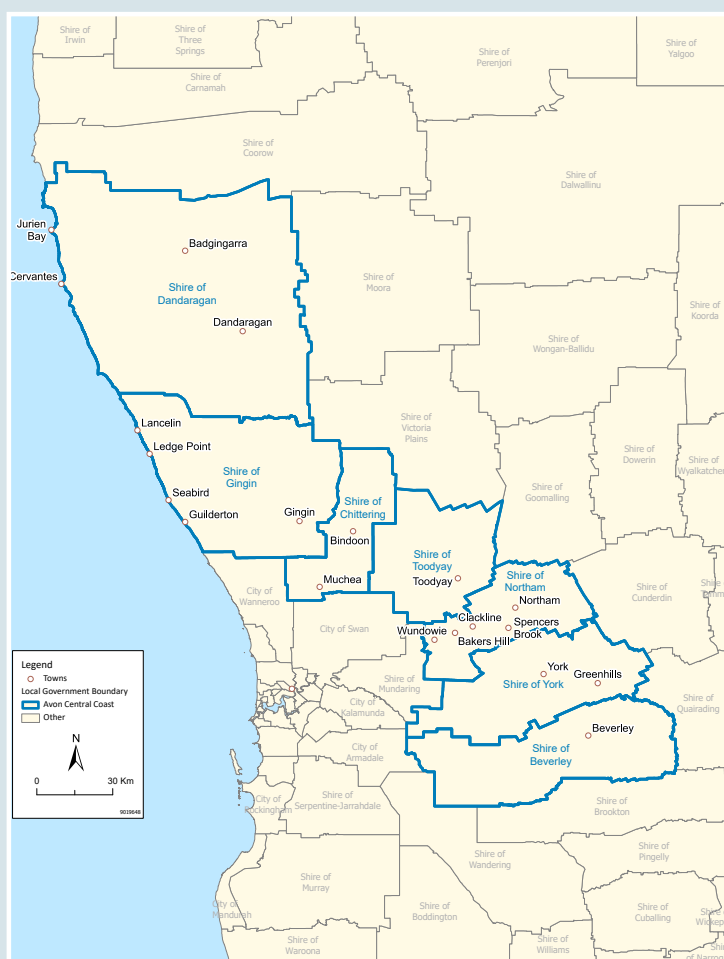 Shire of
Irwin
Shire of
Three
Springs
Shire of
Carnamah
Shire of
Perenjori
Shire of
Yalgoo
Shire of
Coorow
Shire of
Dalwallinu
Jurien
Bay
Badgingarra
Cervantes
Shire of
Dandaragan
Dandaragan
Shire of
Moora
Shire of
Koorda
Shire of
Wongan-Ballidu
Lancelin
Ledge Point
Shire of
Victoria
Plains
Shire of
Dowerin
Shire of
Wyalkatchem
Shire of
Gingin
Seabird
Guilderton
Gingin
Shire of
Chittering
Bindoon
Shire of
Goomalling
Shire of
Toodyay
Toodyay
Muchea
City of
Wanneroo
City of Swan
Shire of
Northam
Northam
Clackline
Spencers
Brook
Wundowie
Bakers Hill
Shire of
Cunderdin
Shire
York
Greenhills
Shire of York
Shire of
Mundaring
City of
Kalamunda
Shire of
Quairading
Beverley
Shire of
Beverley
City of
Armadale
City of
Rockingham
Shire of
Serpentine-Jarrahdale
Shire of
Brookton
Shire of
Wandering
Shire of
Pingelly
Shire of
Murray
City of
Mandurah
Shire of
Boddington
Shire of
Cuballing
Shire
Wickep
Shire of
Waroona
Shire of
Williams
of Narro
Legend
Towns
Local Government Boundary
Avon Central Coast
Other
N
0 30 Km
9019648